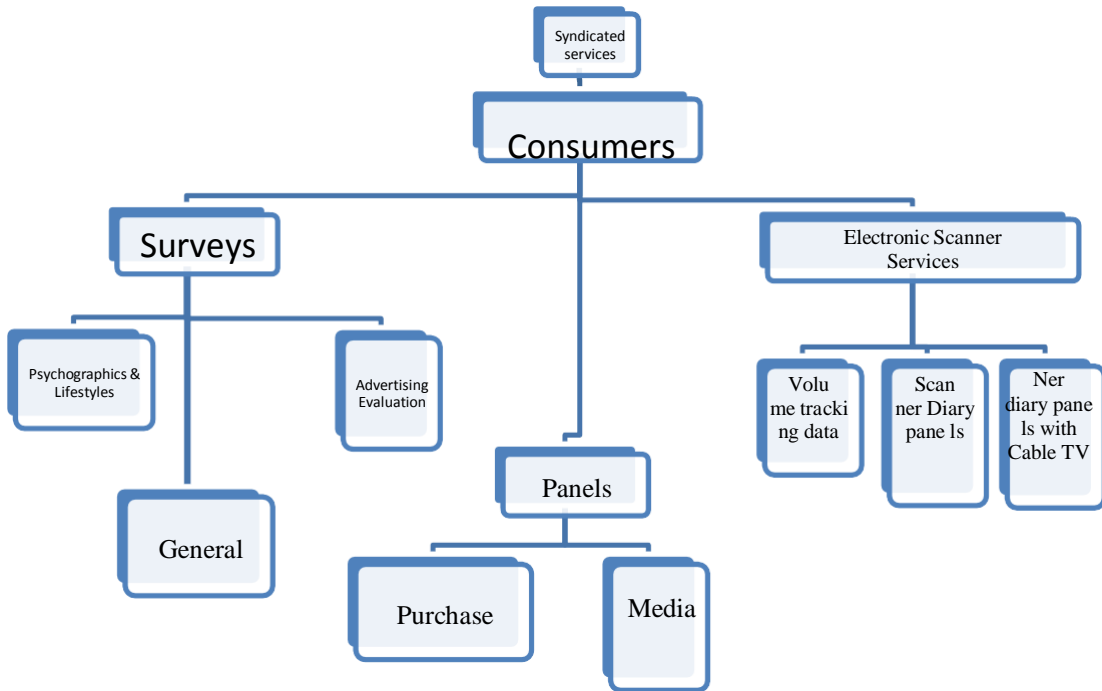 Syndicated
services
Consumers
Surveys
Electronic Scanner
Services
Psychographics &
Lifestyles
Advertising
Evaluation
Volu
me tracki
ng data
Scan
ner Diary
pane ls
Ner
diary pane
ls with
Cable TV
Panels
General
Purchase
Media